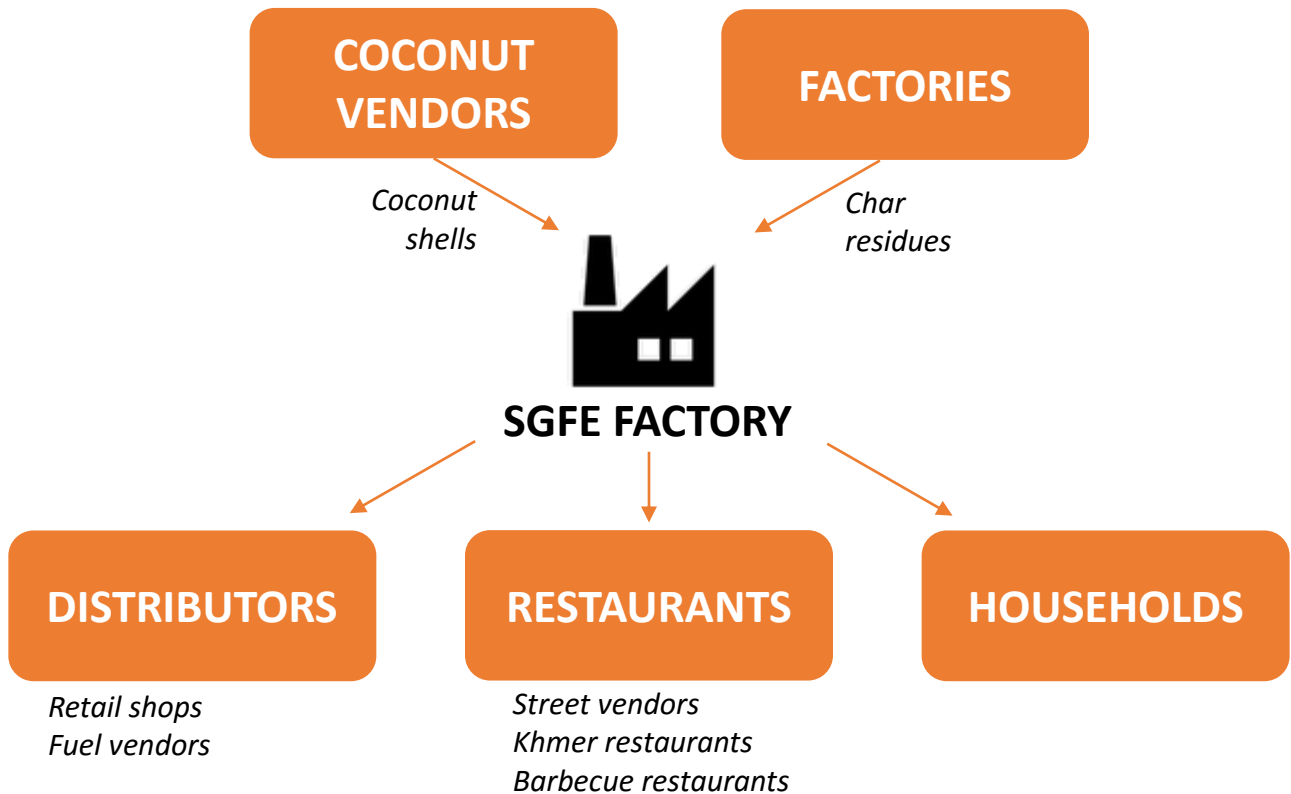 COCONUT
VENDORS
FACTORIES
Coconut
shells
Char
residues
SGFE FACTORY
DISTRIBUTORS
RESTAURANTS
HOUSEHOLDS
Retail shops
Fuel vendors
Street vendors
Khmer restaurants
Barbecue restaurants